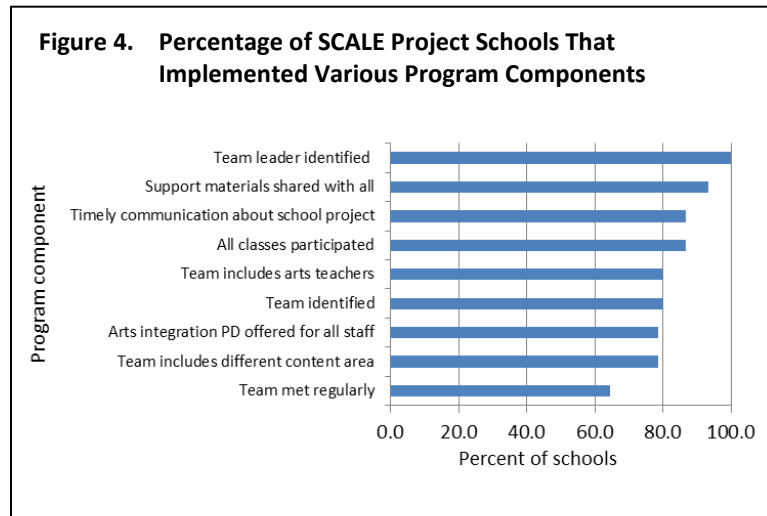 Figure 4. Percentage of SCALE Project Schools That
Implemented Various Program Components
Program component
Team leader identified
Support materials shared with all
Timely communication about school project
All classes participated
Team includes arts teachers
Team identified
Arts integration PD offered for all staff
Team includes different content area
Team met regularly
0.0 20.0 40.0 60.0 80.0 100.0
Percent of schools